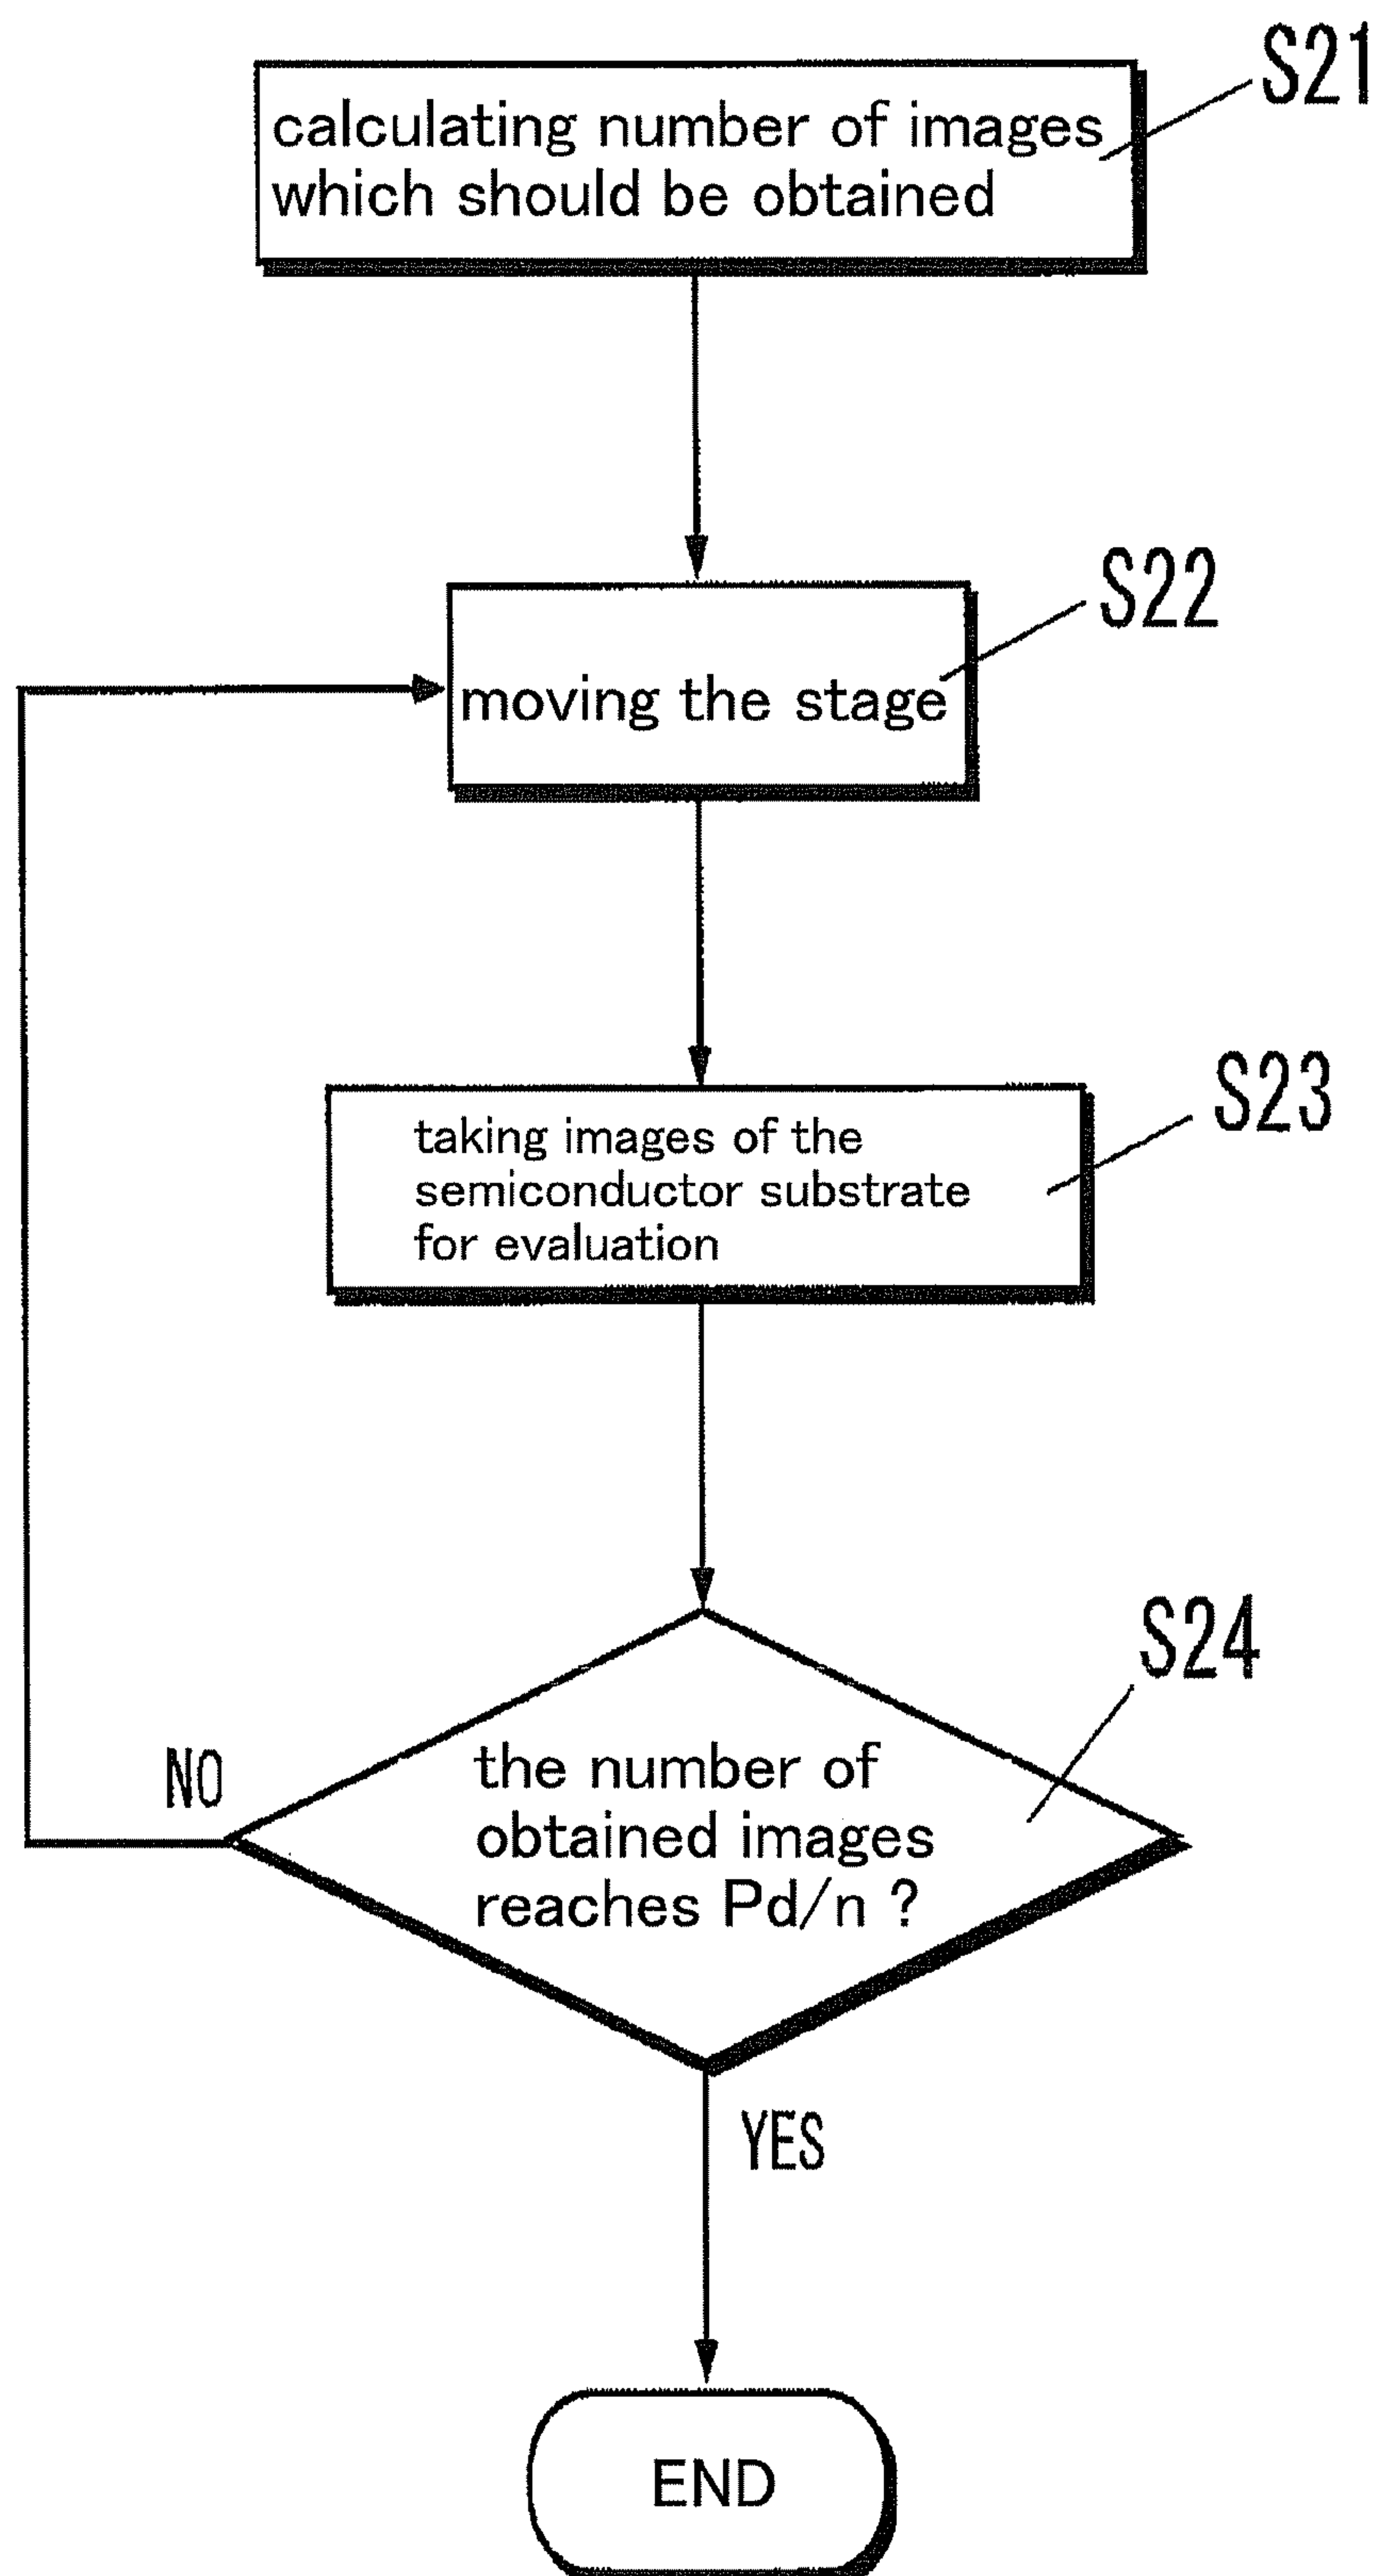 S21
calculating number of images
which should be obtained
S22
moving the stage
S23
taking images of the
semiconductor substrate
for evaluation
S24
NO
the number of
obtained images
reaches Pd/n ?
YES
END